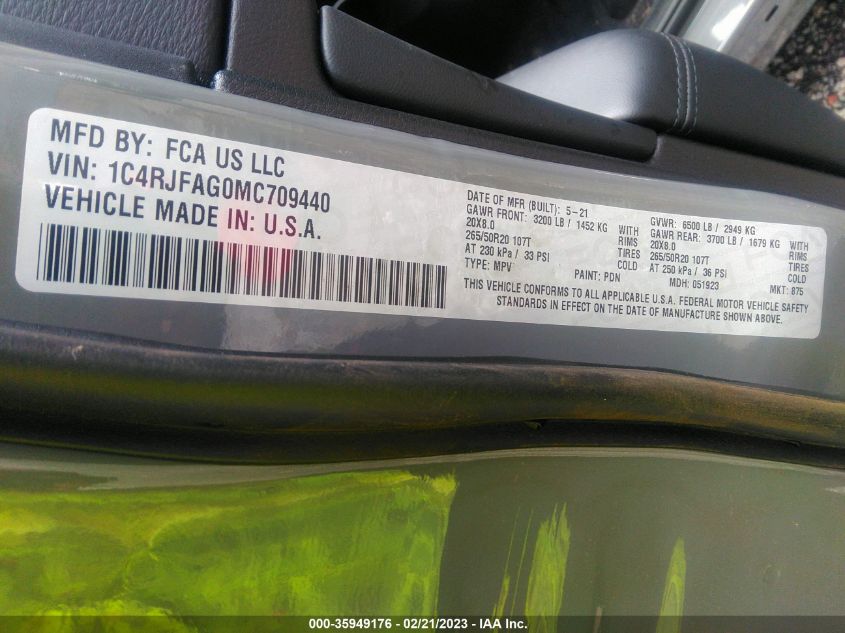 MFD BY: FCA US LLC
VIN: 1C4RJFAG0MC709440
VEHICLE MADE IN: U.S.A.
DATE OF MFR (BUILT): 5-21 GVWR: 6500 LB / 2949 KG
GAWR FRONT: 3200 LB / 1452 KG WITH GAWR REAR: 3700 LB / 1679 KG WITH
20X8.0 RIMS 20X8.0 RIMS
265/50R20 107T TIRES 265/50R20 107T TIRES
AT 230 kPa / 33 PSI COLD AT 250 kPa / 36 PSI COLD
TYPE: MPV PAINT: PDN MDH: 051923 MKT: 875
THIS VEHICLE CONFORMS TO ALL APPLICABLE U.S.A. FEDERAL MOTOR VEHICLE SAFETY
STANDARDS IN EFFECT ON THE DATE OF MANUFACTURE SHOWN ABOVE.
000-35949176 - 02/21/2023 - IAA Inc.